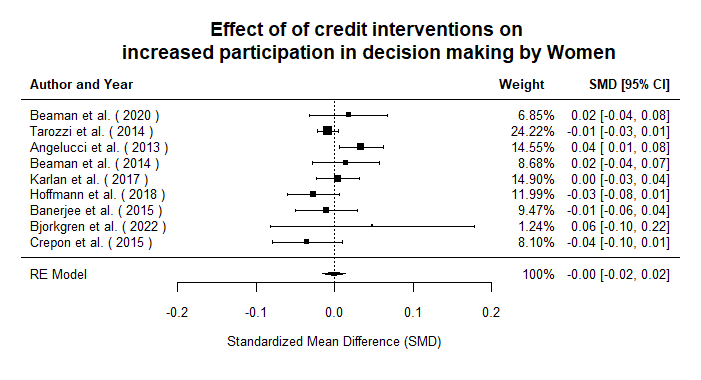 Effect of of credit interventions on
increased participation in decision making by Women
Author and Year Weight SMD [95% CI]
Beaman et al. ( 2020 ) 6.85% 0.02 [-0.04, 0.08]
Tarozzi et al. ( 2014 ) 24.22% -0.01 [-0.03, 0.01]
Angelucci et al. ( 2013 ) 14.55% 0.04 [0.01, 0.08]
Beaman et al. ( 2014 ) 8.68% 0.02 [-0.04, 0.07]
Karlan et al. ( 2017 ) 14.90% 0.00 [-0.03, 0.04]
Hoffmann et al. ( 2018 ) 11.99% -0.03 [-0.08, 0.01]
Banerjee et al. ( 2015 ) 9.47% -0.01 [-0.06, 0.04]
Bjorkgren et al. ( 2022 ) 1.24% 0.06 [-0.10, 0.22]
Crepon et al. ( 2015 ) 8.10% -0.04 [-0.10, 0.01]
RE Model 100% -0.00 [-0.02, 0.02]
-0.2 -0.1 0.0 0.1 0.2
Standardized Mean Difference (SMD)